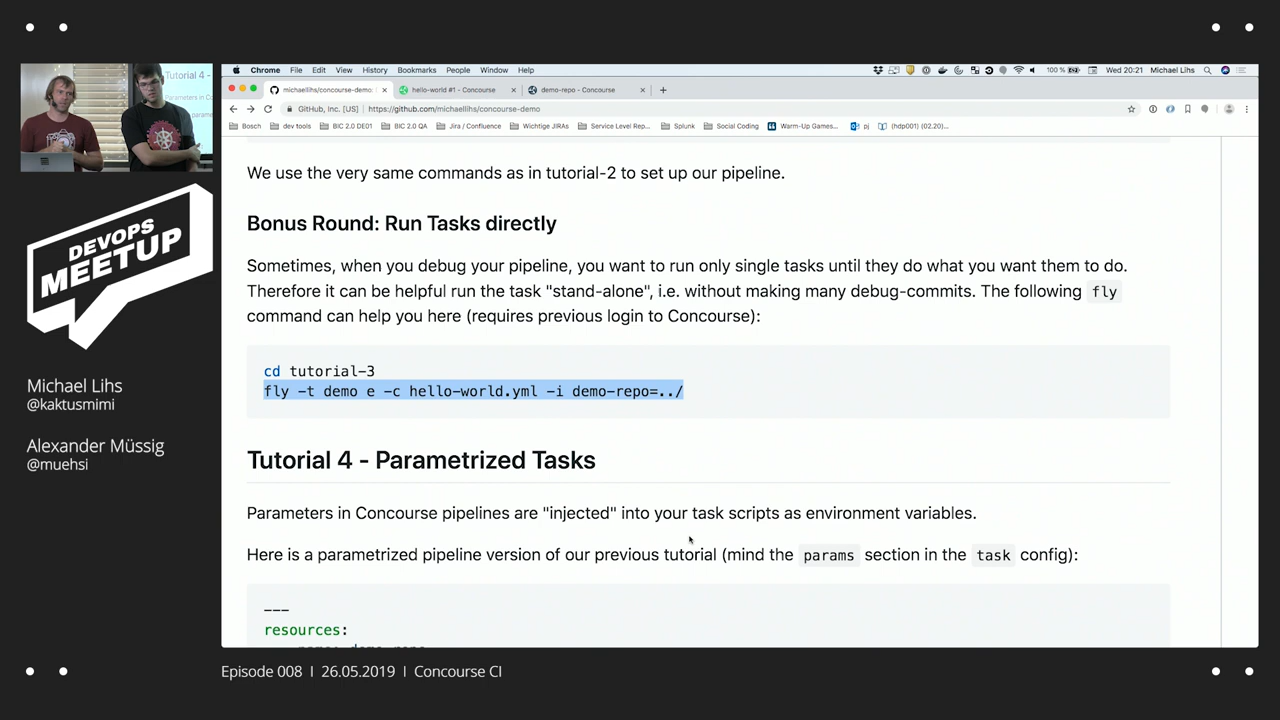 Tutorial 4 -
Parameters in Co
Chrome File Edit View History Bookmarks People Window Help
100 % Wed 20:21 Michael Lihs
michaellihs/concourse-demo: hello-world #1 - Concourse demo-repo - Concourse
GitHub, Inc. [US] https://github.com/michaellihs/concourse-demo
Bosch dev tools BIC 2.0 DE01 BIC 2.0 QA Jira / Confluence Wichtige JIRAs Service Level Rep... Splunk Social Coding Warm-Up Games... pj (hdp001) (02.20)...
We use the very same commands as in tutorial-2 to set up our pipeline.
Bonus Round: Run Tasks directly
Sometimes, when you debug your pipeline, you want to run only single tasks until they do what you want them to do.
Therefore it can be helpful run the task "stand-alone", i.e. without making many debug-commits. The following fly
command can help you here (requires previous login to Concourse):
cd tutorial-3
fly -t demo e -c hello-world.yml -i demo-repo=../
Tutorial 4 - Parametrized Tasks
Parameters in Concourse pipelines are "injected" into your task scripts as environment variables.
Here is a parametrized pipeline version of our previous tutorial (mind the params section in the task config):
---
resources:
DEVOPS
MEETUP
Michael Lihs
@kaktusmimi
Alexander Müssig
@muehsi
Episode 008 | 26.05.2019 | Concourse CI